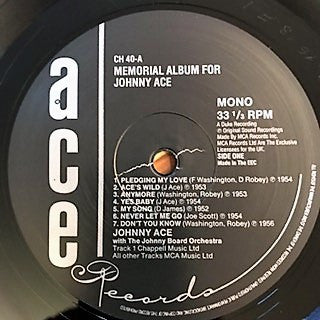 ace
Records
CH 40-A
MEMORIAL ALBUM FOR
JOHNNY ACE
MONO
33 1/3 RPM
A Duke Recording
℗ Original Sound Recordings
Made By MCA Records Inc.
MCA Records Ltd Are The Exclusive
Licensees for the UK.
SIDE ONE
Made in The EEC
1. PLEDGING MY LOVE (F Washington, D Robey) ℗ 1954
2. ACE'S WILD (J Ace) ℗ 1953
3. ANYMORE (Washington, Robey) ℗ 1953
4. YES, BABY (J Ace) ℗ 1954
5. MY SONG (D James) ℗ 1952
6. NEVER LET ME GO (Joe Scott) ℗ 1954
7. DON'T YOU KNOW (Washington, Robey) ℗ 1956
JOHNNY ACE
with The Johnny Board Orchestra
Track 1 Chappell Music Ltd
All other Tracks MCA Music Ltd